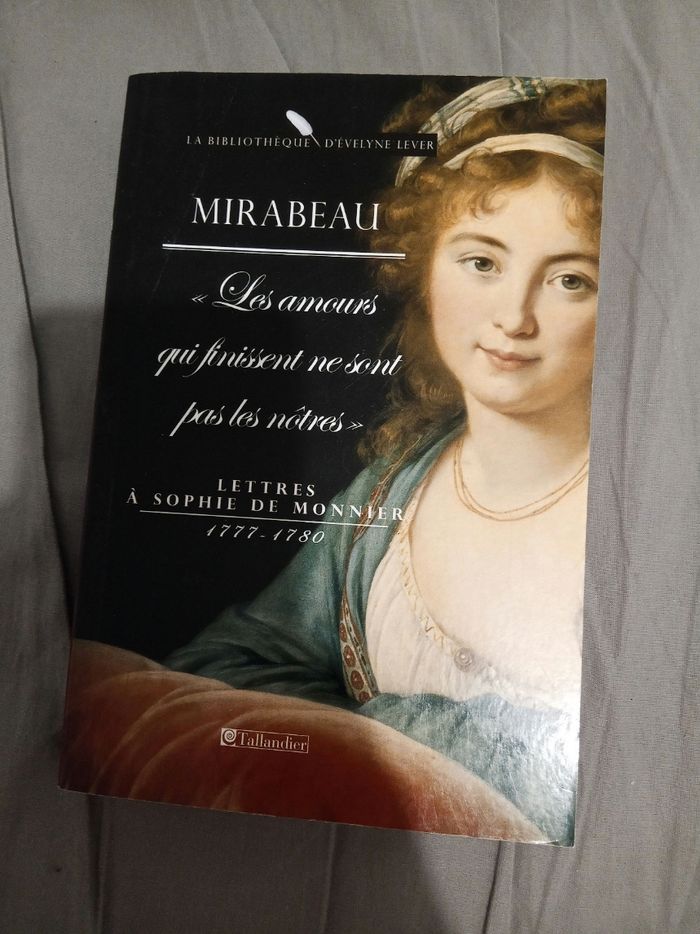 LA BIBLIOTHÈQUE D'ÉVELYNE LEVER
MIRABEAU
« Les amours
qui finissent ne sont
pas les nôtres »
LETTRES
À SOPHIE DE MONNIER
1777-1780
Tallandier